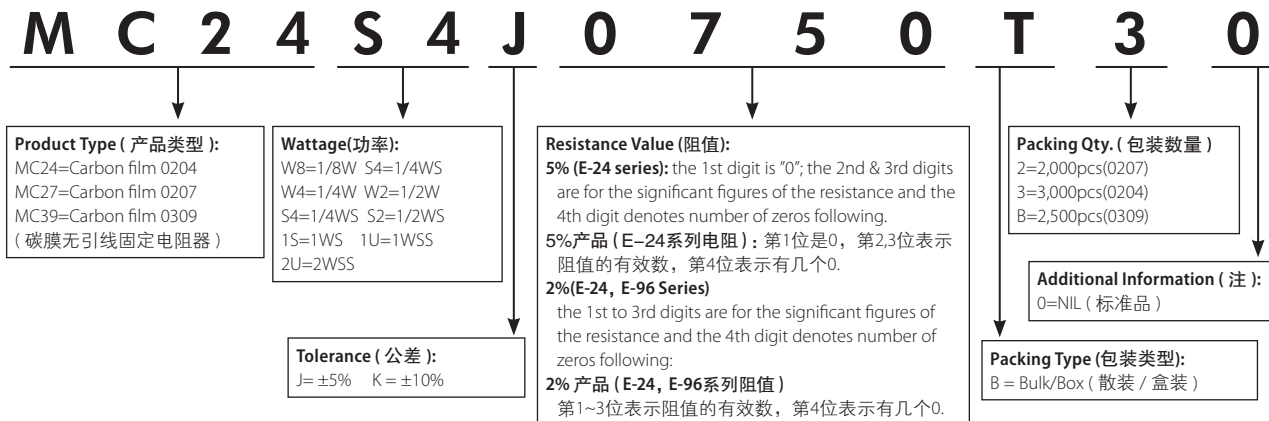 MC24S4J0750T30
Product Type ( 产品类型 ):
MC24=Carbon film 0204
MC27=Carbon film 0207
MC39=Carbon film 0309
( 碳膜无引线固定电阻器 )
Wattage(功率):
W8=1/8W S4=1/4WS
W4=1/4W W2=1/2W
S4=1/4WS S2=1/2WS
1S=1WS 1U=1WSS
2U=2WSS
Tolerance ( 公差 ):
J= ±5% K = ±10%
Resistance Value (阻值):
5% (E-24 series): the 1st digit is "0"; the 2nd & 3rd digits
are for the significant figures of the resistance and the
4th digit denotes number of zeros following.
5%产品 ( E–24系列电阻 ) : 第1位是0，第2,3位表示
阻值的有效数，第4位表示有几个0.
2%(E-24, E-96 Series)
the 1st to 3rd digits are for the significant figures of
the resistance and the 4th digit denotes number of
zeros following:
2% 产品 ( E-24, E-96系列阻值 )
第1~3位表示阻值的有效数，第4位表示有几个0.
Packing Qty. ( 包装数量 )
2=2,000pcs(0207)
3=3,000pcs(0204)
B=2,500pcs(0309)
Additional Information ( 注 ):
0=NIL ( 标准品 )
Packing Type (包装类型):
B = Bulk/Box ( 散装 / 盒装 )